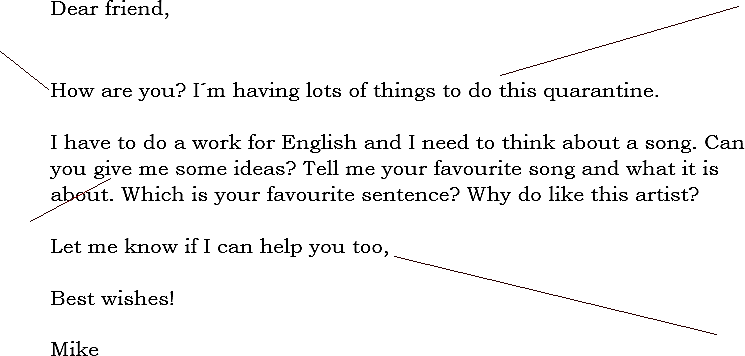 Dear friend,
How are you? I´m having lots of things to do this quarantine.
I have to do a work for English and I need to think about a song. Can
you give me some ideas? Tell me your favourite song and what it is
about. Which is your favourite sentence? Why do like this artist?
Let me know if I can help you too,
Best wishes!
Mike